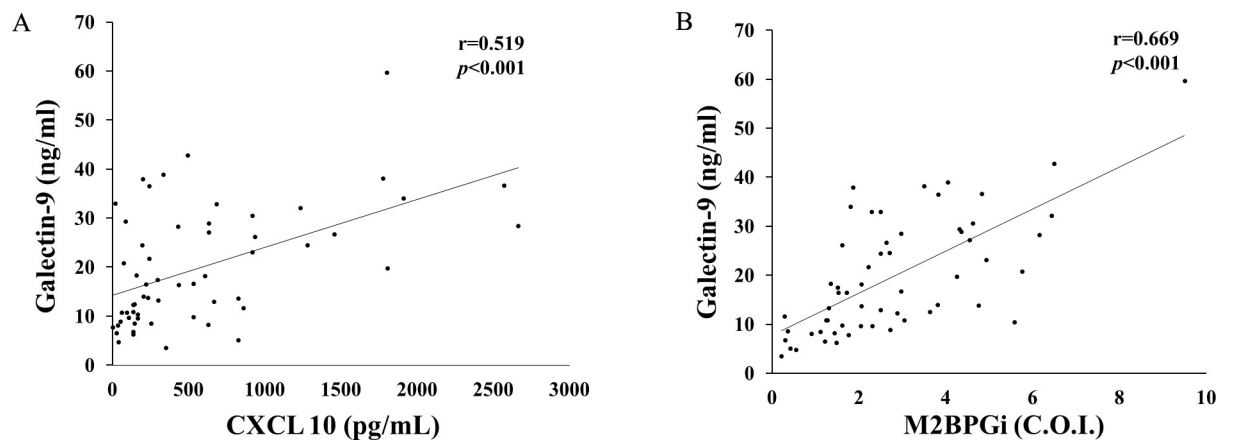 A
r=0.519
p<0.001
Galectin-9 (ng/ml)
70
60
50
40
30
20
10
0
0 500 1000 1500 2000 2500 3000
CXCL 10 (pg/mL)
B
r=0.669
p<0.001
Galectin-9 (ng/ml)
70
60
50
40
30
20
10
0
0 2 4 6 8 10
M2BPGi (C.O.I.)